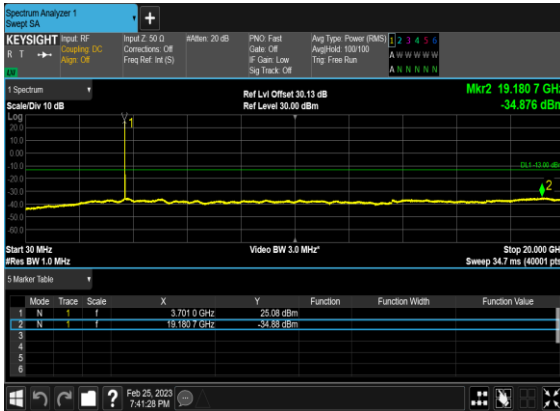 Spectrum Analyzer 1
Swept SA
+
KEYSIGHT
R T
Input: RF
Coupling: DC
Align: Off
Input Z: 50 Ω
Corrections: Off
Freq Ref: Int (S)
#Atten: 20 dB
PNO: Fast
Gate: Off
IF Gain: Low
Sig Track: Off
Avg Type: Power (RMS)
Avg|Hold: 100/100
Trig: Free Run
1 2 3 4 5 6
A W W W W W
A N N N N N
1 Spectrum
Scale/Div 10 dB
Ref Lvl Offset 30.13 dB
Ref Level 30.00 dBm
Mkr2 19.180 7 GHz
-34.876 dBm
Log
20.0
10.0
0.00
-10.0
-20.0
-30.0
-40.0
-50.0
-60.0
1
DL1 -13.00 dBm
2
Start 30 MHz
#Res BW 1.0 MHz
Video BW 3.0 MHz*
Stop 20.000 GHz
Sweep 34.7 ms (40001 pts)
5 Marker Table
Mode Trace Scale X Y Function Function Width Function Value
1 N 1 f 3.701 0 GHz 25.08 dBm
2 N 1 f 19.180 7 GHz -34.88 dBm
3
4
5
6
?
Feb 25, 2023
7:41:28 PM